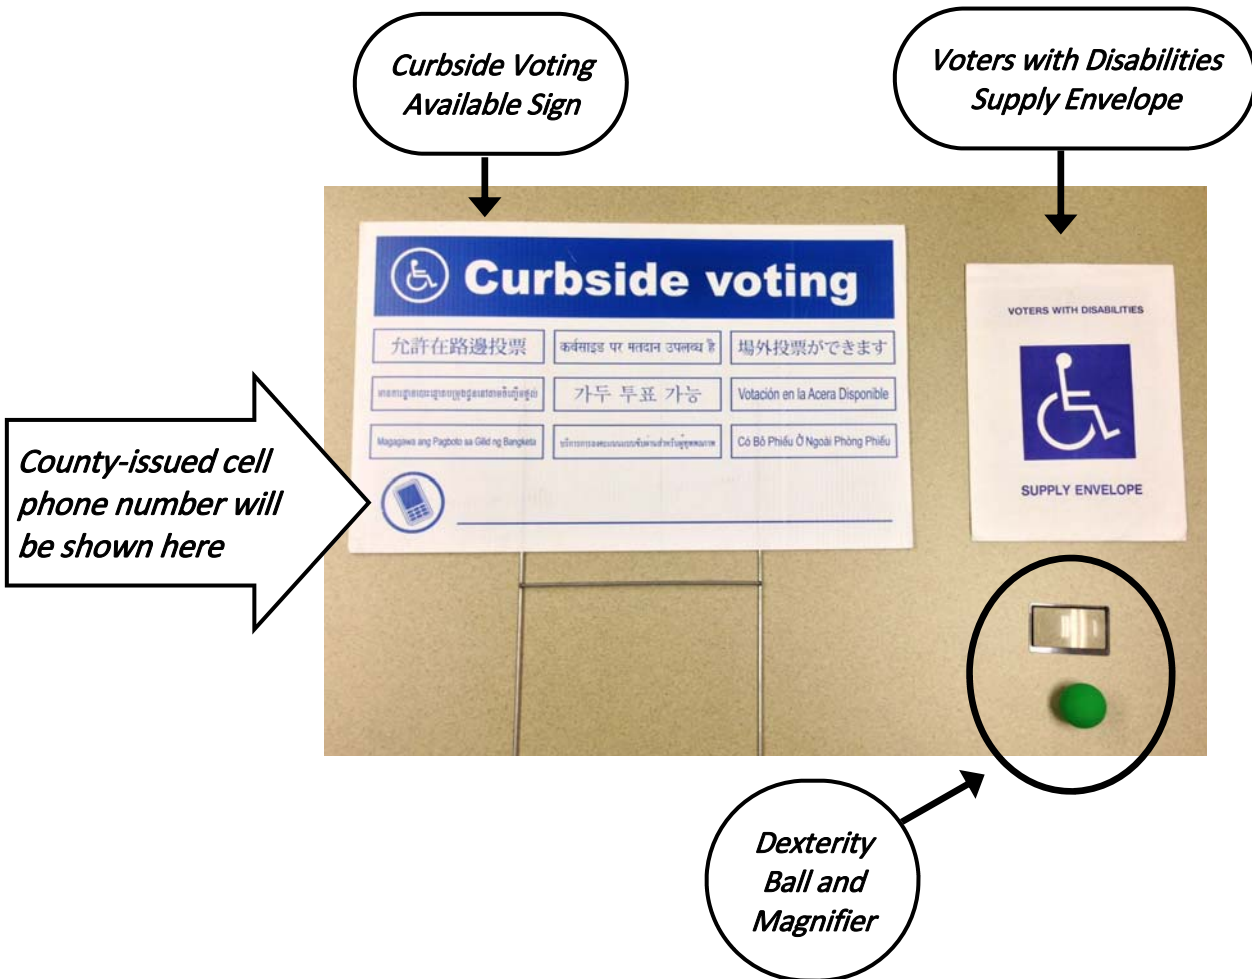 Curbside Voting
Available Sign
Voters with Disabilities
Supply Envelope
Curbside voting
允許在路邊投票
कर्बसाइड पर मतदान उपलब्ध है
場外投票ができます
가두 투표 가능
Votación en la Acera Disponible
Magagawa ang Pagboto sa Gilid ng Bangketa
Có Bỏ Phiếu Ở Ngoài Phòng Phiếu
VOTERS WITH DISABILITIES
SUPPLY ENVELOPE
County-issued cell
phone number will
be shown here
Dexterity
Ball and
Magnifier